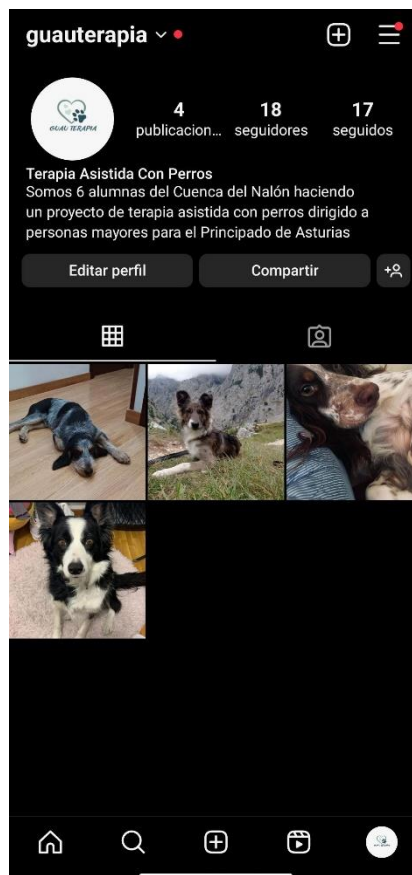 guauterapia
GUAU TERAPIA
4 18 17
publicacion... seguidores seguidos
Terapia Asistida Con Perros
Somos 6 alumnas del Cuenca del Nalón haciendo
un proyecto de terapia asistida con perros dirigido a
personas mayores para el Principado de Asturias
Editar perfil Compartir